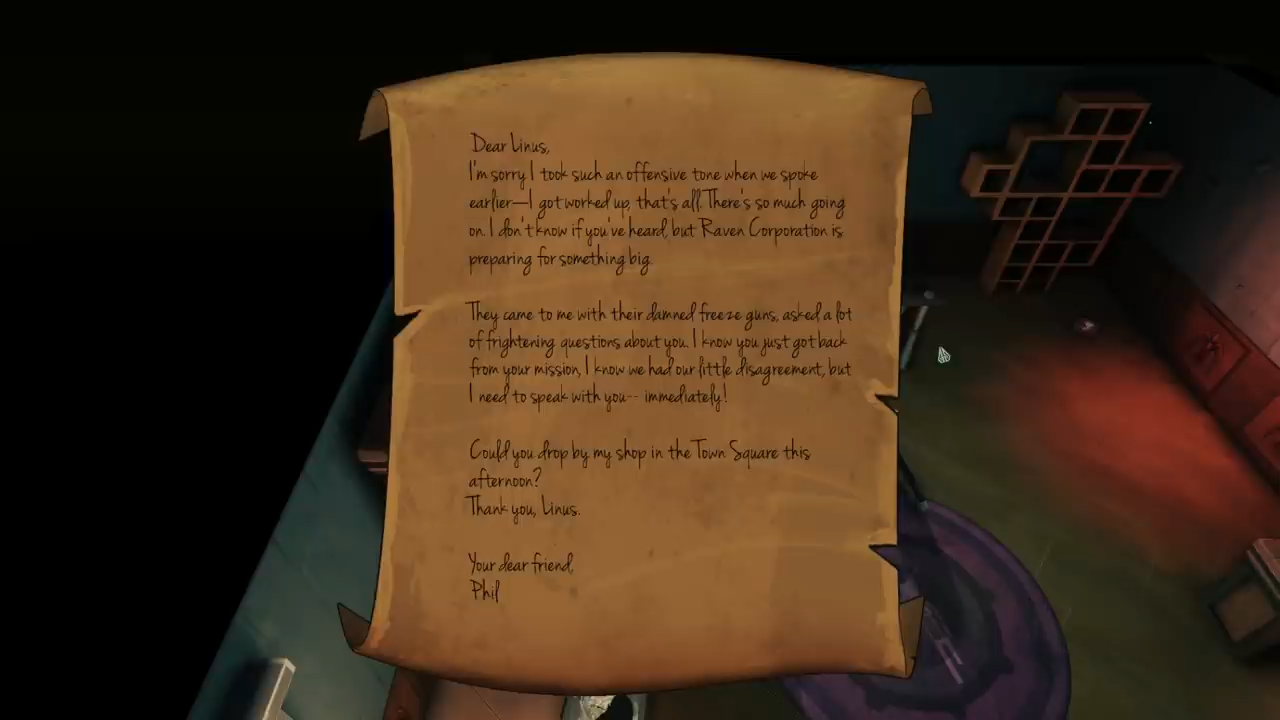 Dear Linus,
I'm sorry I took such an offensive tone when we spoke
earlier—I got worked up, that's all. There's so much going
on. I don't know if you've heard, but Raven Corporation is
preparing for something big.
They came to me with their damned freeze guns, asked a lot
of frightening questions about you. I know you just got back
from your mission, I know we had our little disagreement, but
I need to speak with you-- immediately!
Could you drop by my shop in the Town Square this
afternoon?
Thank you, Linus.
Your dear friend,
Phil